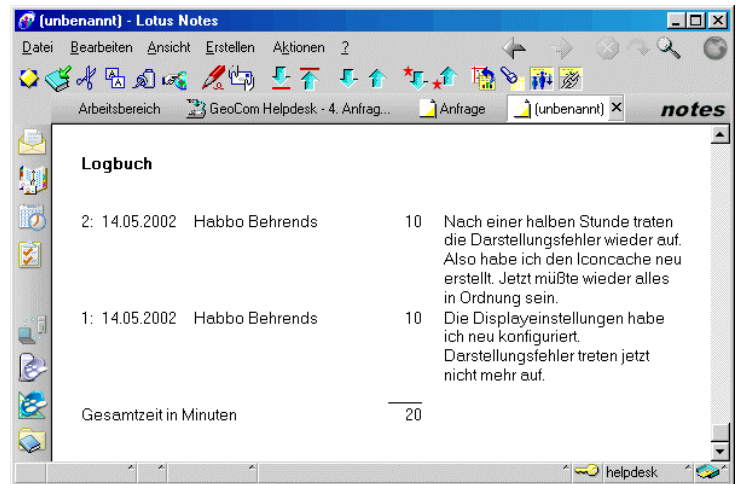 (unbenannt) - Lotus Notes
Datei Bearbeiten Ansicht Erstellen Aktionen ?
Arbeitsbereich GeoCom Helpdesk - 4. Anfrag... Anfrage (unbenannt) notes
Logbuch
2: 14.05.2002 Habbo Behrends 10 Nach einer halben Stunde traten
die Darstellungsfehler wieder auf.
Also habe ich den Iconcache neu
erstellt. Jetzt müßte wieder alles
in Ordnung sein.
1: 14.05.2002 Habbo Behrends 10 Die Displayeinstellungen habe
ich neu konfiguriert.
Darstellungsfehler treten jetzt
nicht mehr auf.
Gesamtzeit in Minuten 20
helpdesk